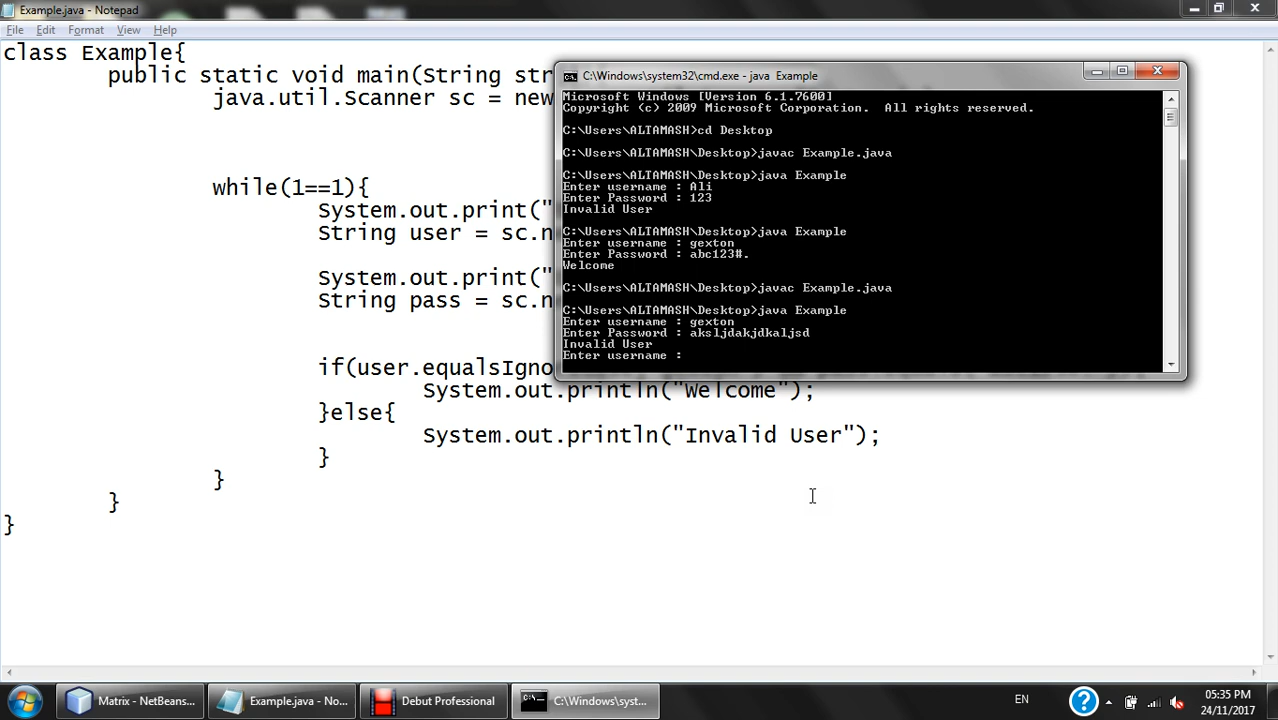 Example.java - Notepad
File Edit Format View Help
class Example{
public static void main(String str
java.util.Scanner sc = new
while(1==1){
System.out.print("
String user = sc.n
System.out.print("
String pass = sc.n
if(user.equalsIgno
System.out.println("Welcome");
}else{
System.out.println("Invalid User");
}
}
}
}
C:\Windows\system32\cmd.exe - java Example
Microsoft Windows [Version 6.1.7600]
Copyright (c) 2009 Microsoft Corporation. All rights reserved.
C:\Users\ALTAMASH>cd Desktop
C:\Users\ALTAMASH\Desktop>javac Example.java
C:\Users\ALTAMASH\Desktop>java Example
Enter username : Ali
Enter Password : 123
Invalid User
C:\Users\ALTAMASH\Desktop>java Example
Enter username : gexton
Enter Password : abc123#.
Welcome
C:\Users\ALTAMASH\Desktop>javac Example.java
C:\Users\ALTAMASH\Desktop>java Example
Enter username : gexton
Enter Password : aksljdakjdkaljsd
Invalid User
Enter username :
Matrix - NetBeans...
Example.java - No...
Debut Professional
C:\Windows\syst...
EN
05:35 PM
24/11/2017